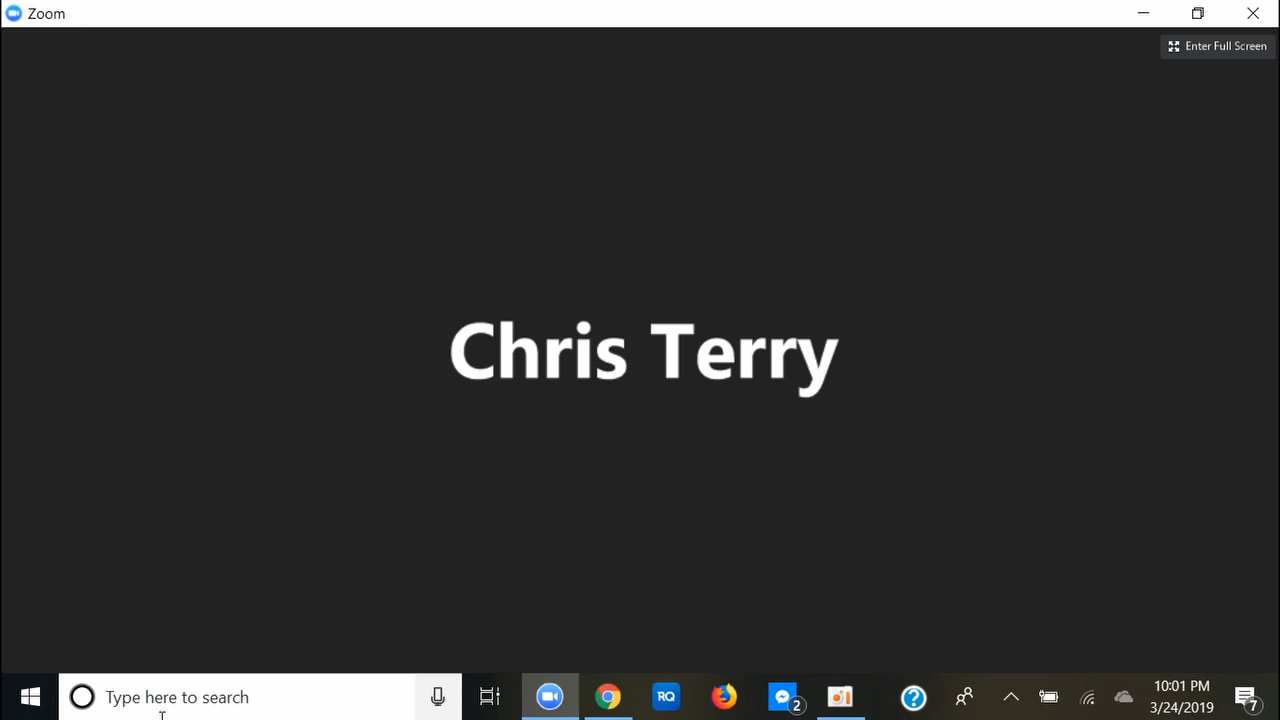 Zoom
Enter Full Screen
Chris Terry
Type here to search
RQ
2
10:01 PM
3/24/2019
7